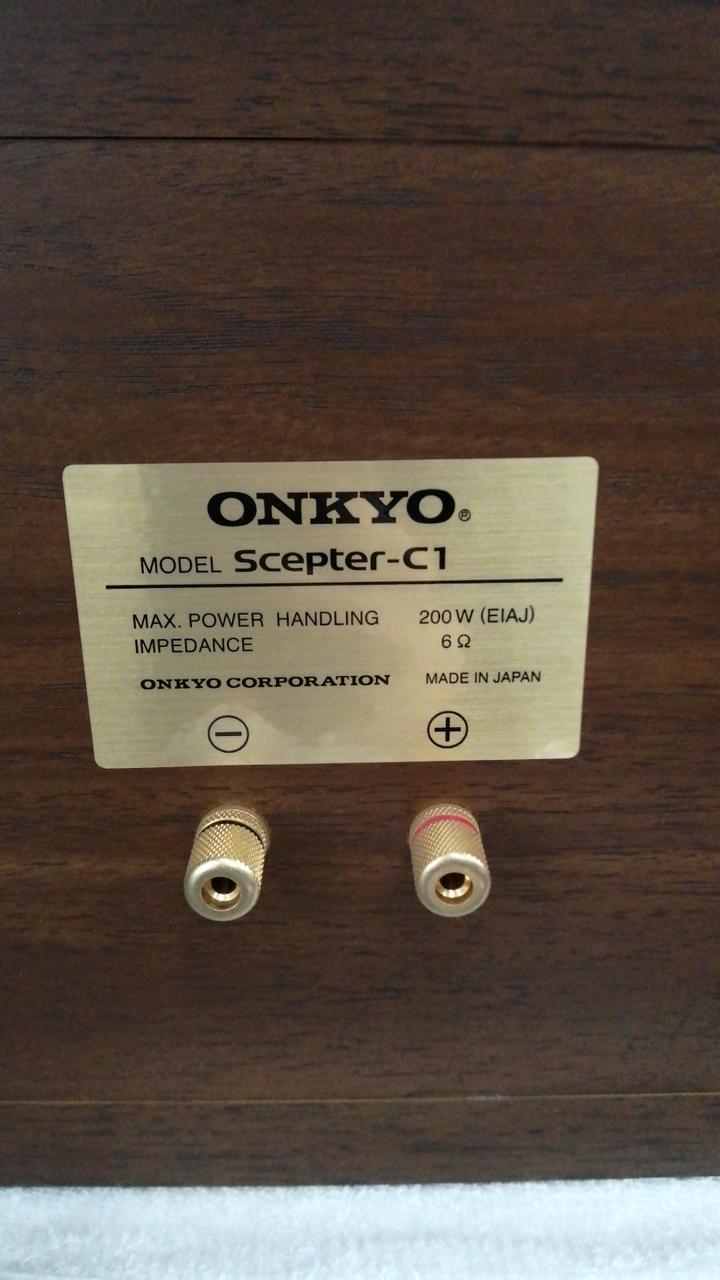 ONKYO®
MODEL Scepter-C1
MAX. POWER HANDLING 200 W (EIAJ)
IMPEDANCE 6 Ω
ONKYO CORPORATION MADE IN JAPAN
− +